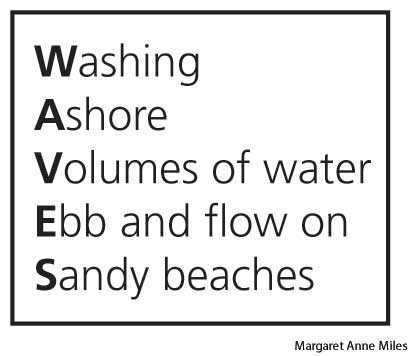 Washing
Ashore
Volumes of water
Ebb and flow on
Sandy beaches
Margaret Anne Miles